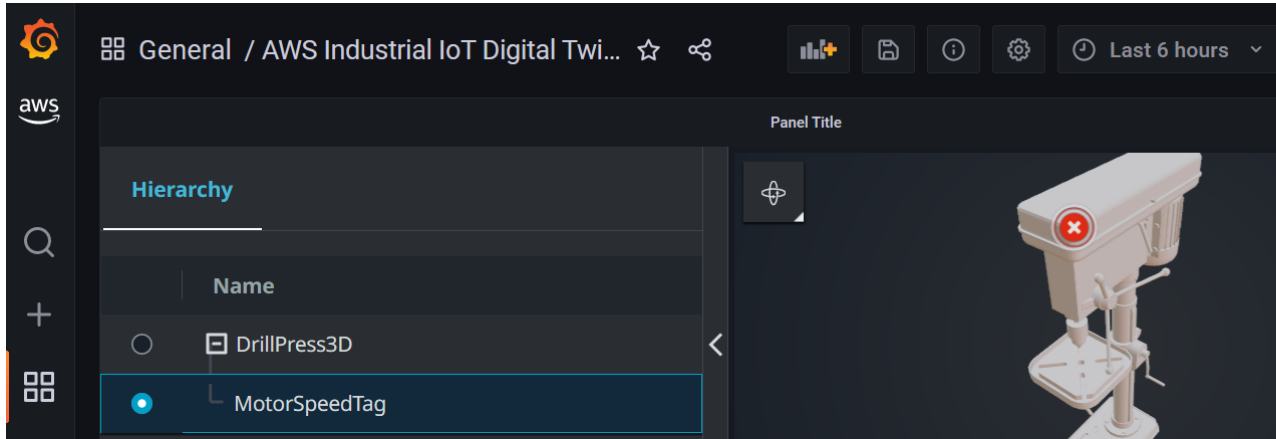 General / AWS Industrial IoT Digital Twi...
Last 6 hours
aws
Panel Title
Hierarchy
Name
DrillPress3D
MotorSpeedTag